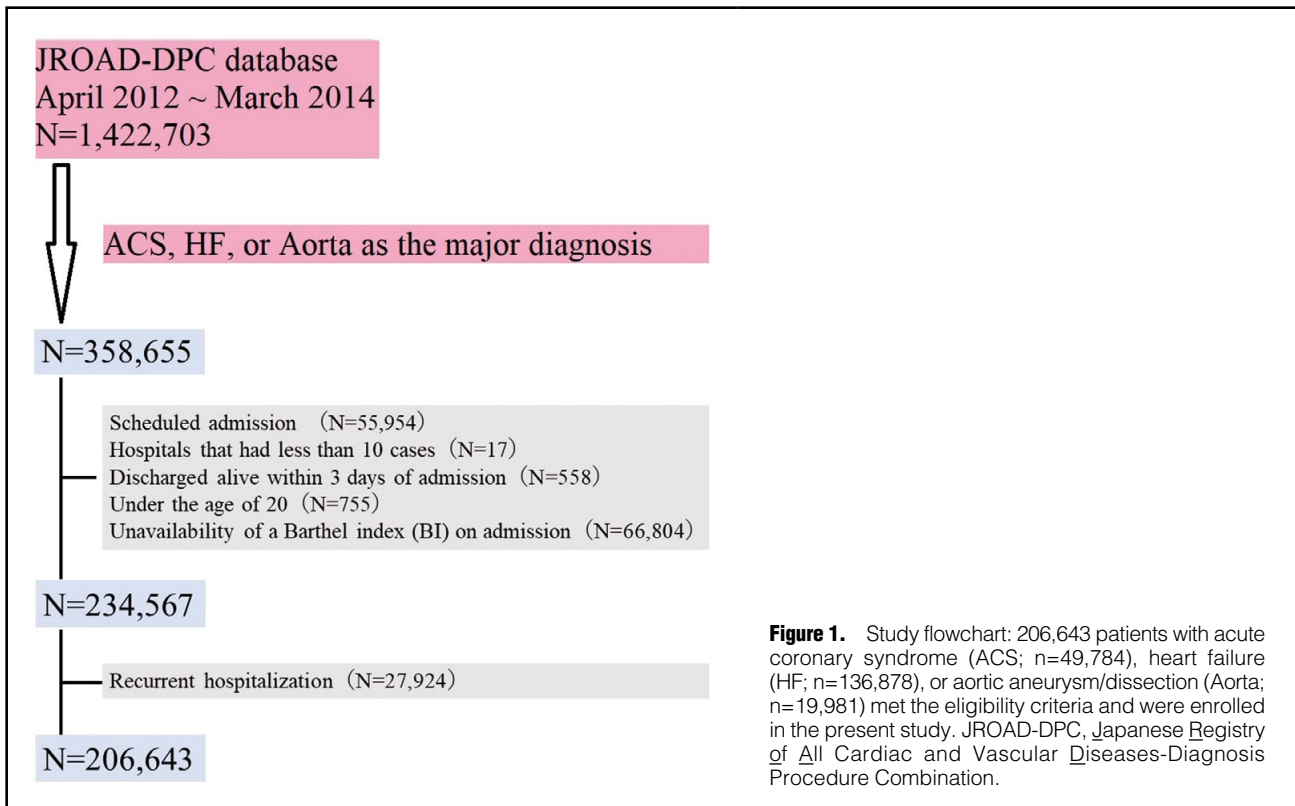 JROAD-DPC database
April 2012 ~ March 2014
N=1,422,703
ACS, HF, or Aorta as the major diagnosis
N=358,655
Scheduled admission （N=55,954）
Hospitals that had less than 10 cases（N=17）
Discharged alive within 3 days of admission（N=558）
Under the age of 20（N=755）
Unavailability of a Barthel index (BI) on admission（N=66,804）
N=234,567
Recurrent hospitalization（N=27,924）
N=206,643
Figure 1. Study flowchart: 206,643 patients with acute
coronary syndrome (ACS; n=49,784), heart failure
(HF; n=136,878), or aortic aneurysm/dissection (Aorta;
n=19,981) met the eligibility criteria and were enrolled
in the present study. JROAD-DPC, Japanese Registry
of All Cardiac and Vascular Diseases-Diagnosis
Procedure Combination.